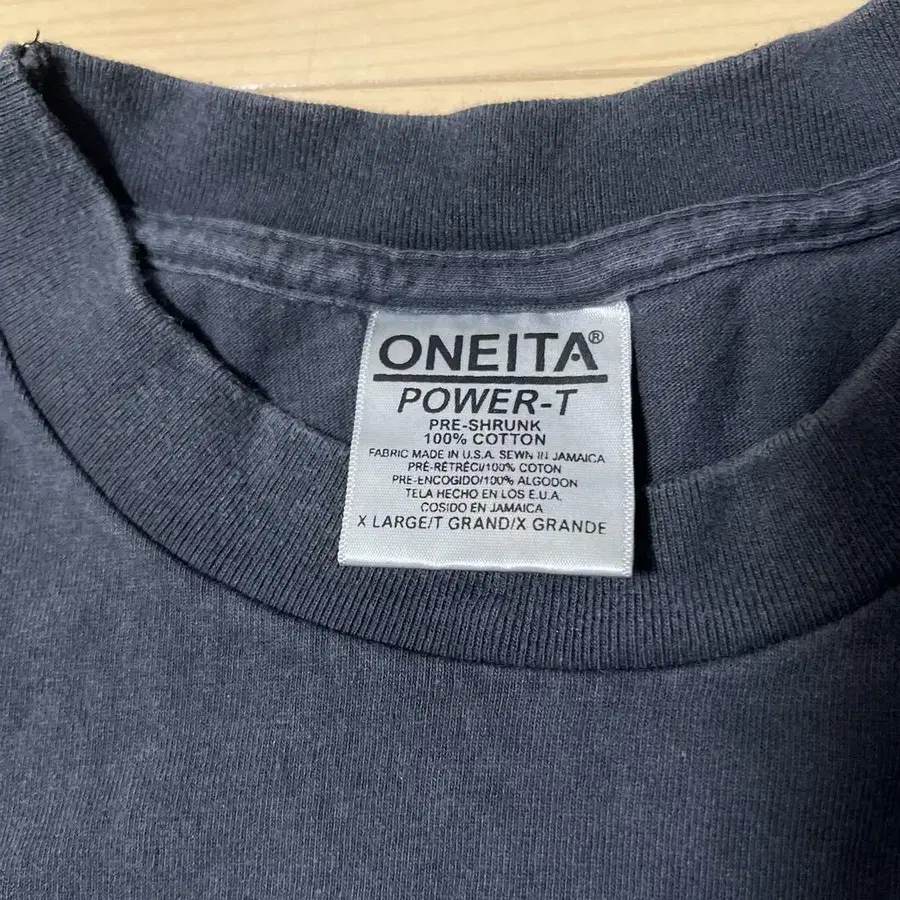 ONEITA®
POWER-T
PRE-SHRUNK
100% COTTON
FABRIC MADE IN U.S.A. SEWN IN JAMAICA
PRÉ-RÉTRÉCI/100% COTON
PRE-ENCOGIDO/100% ALGODON
TELA HECHO EN LOS E.U.A.
COSIDO EN JAMAICA
X LARGE/T GRAND/X GRANDE